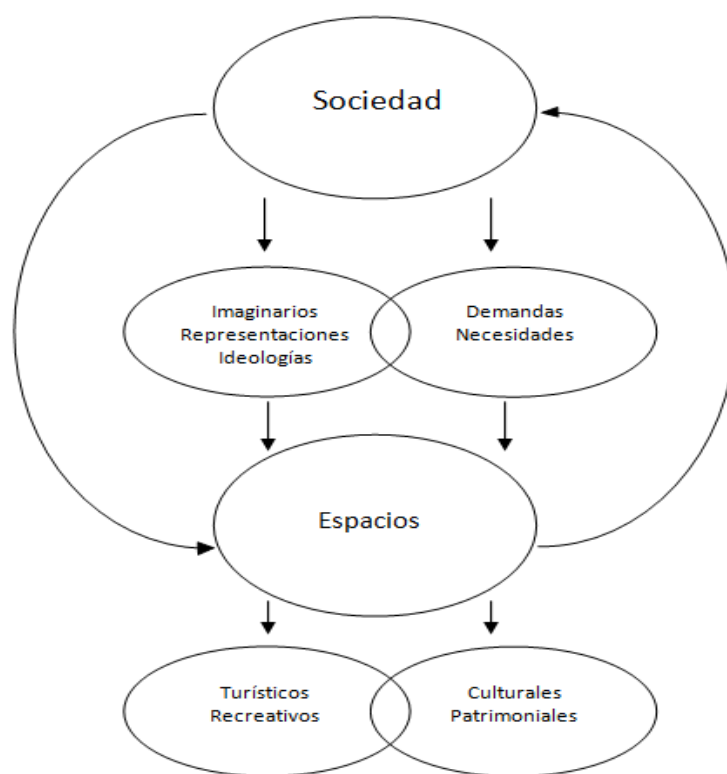 Sociedad
Imaginarios
Representaciones
Ideologías
Demandas
Necesidades
Espacios
Turísticos
Recreativos
Culturales
Patrimoniales